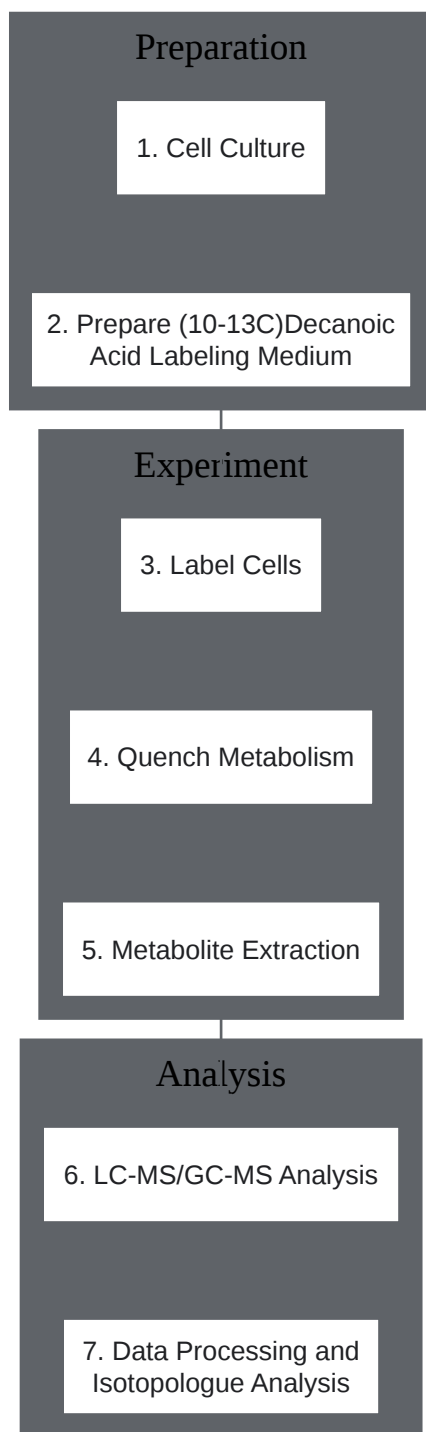 Preparation
1. Cell Culture
2. Prepare (10-13C)Decanoic
Acid Labeling Medium
Experiment
3. Label Cells
4. Quench Metabolism
5. Metabolite Extraction
Analysis
6. LC-MS/GC-MS Analysis
7. Data Processing and
Isotopologue Analysis